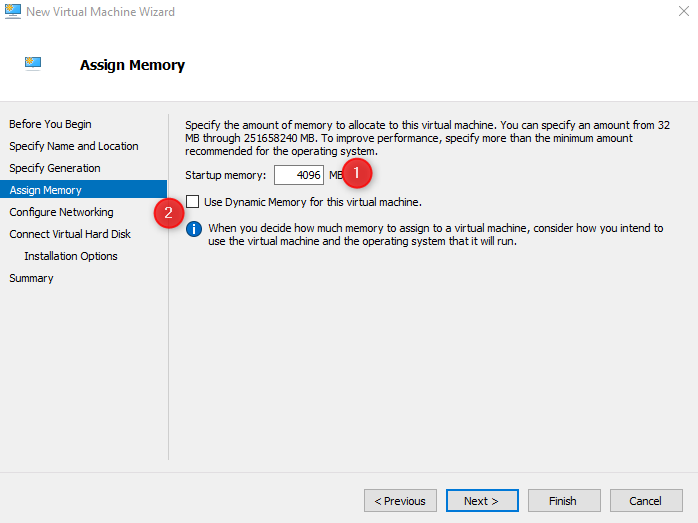 New Virtual Machine Wizard
Assign Memory
Before You Begin
Specify Name and Location
Specify Generation
Assign Memory
Configure Networking
Connect Virtual Hard Disk
Installation Options
Summary
Specify the amount of memory to allocate to this virtual machine. You can specify an amount from 32
MB through 251658240 MB. To improve performance, specify more than the minimum amount
recommended for the operating system.
Startup memory: 4096 MB 1
2 Use Dynamic Memory for this virtual machine.
When you decide how much memory to assign to a virtual machine, consider how you intend to
use the virtual machine and the operating system that it will run.
< Previous Next > Finish Cancel